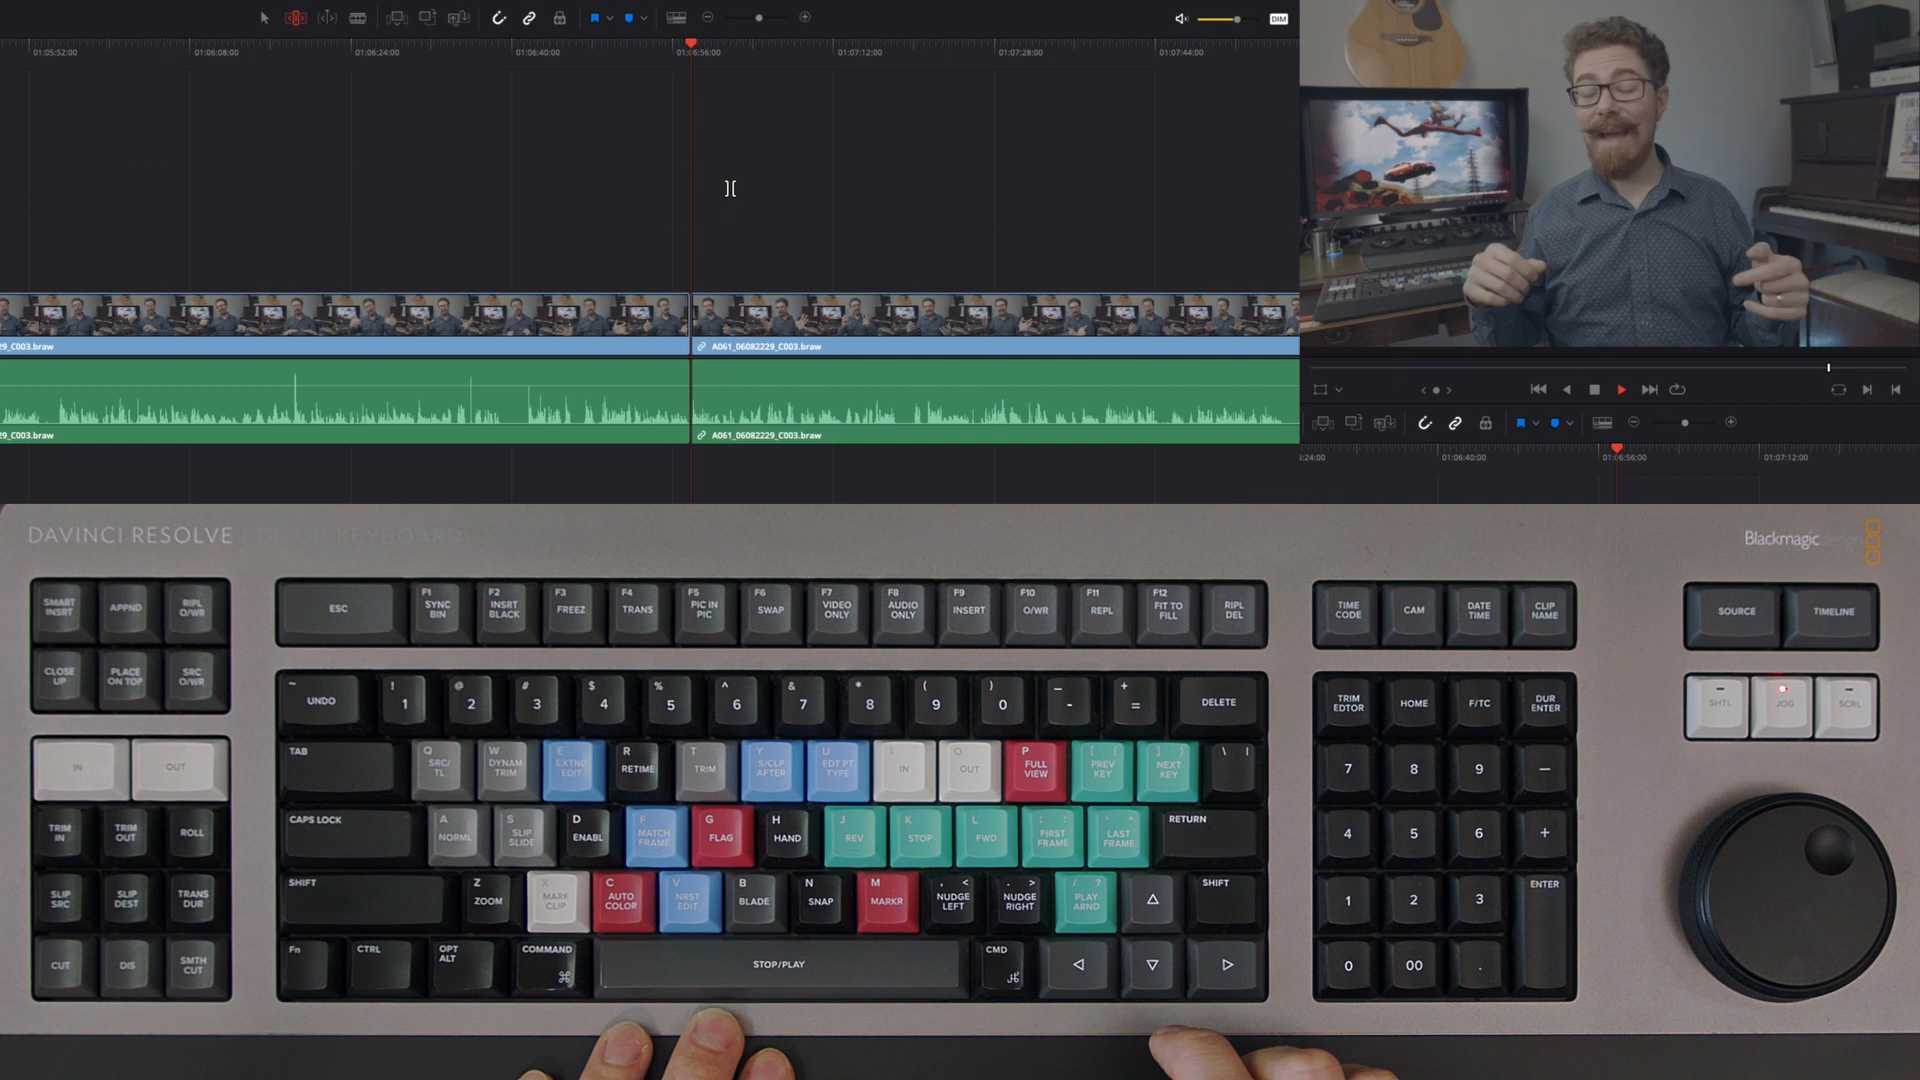 DIM
01:05:52:00 01:06:08:00 01:06:24:00 01:06:40:00 01:06:56:00 01:07:12:00 01:07:28:00 01:07:44:00
29_C003.braw A061_06082229_C003.braw
29_C003.braw A061_06082229_C003.braw
:24:00 01:06:40:00 01:06:56:00 01:07:12:00
DAVINCI RESOLVE EDITOR KEYBOARD
Blackmagicdesign
SMART INSRT APPND RIPL O/WR
CLOSE UP PLACE ON TOP SRC O/WR
IN OUT
TRIM IN TRIM OUT ROLL
SLIP SRC SLIP DEST TRANS DUR
CUT DIS SMTH CUT
ESC F1 SYNC BIN F2 INSRT BLACK F3 FREEZ F4 TRANS F5 PIC IN PIC F6 SWAP F7 VIDEO ONLY F8 AUDIO ONLY F9 INSERT F10 O/WR F11 REPL F12 FIT TO FILL RIPL DEL
~ UNDO ! 1 @ 2 # 3 $ 4 % 5 ^ 6 & 7 * 8 ( 9 ) 0 _ - + = DELETE
TAB Q SRC/ TL W DYNAM TRIM E EXTND EDIT R RETIME T TRIM Y S/CLP AFTER U EDT PT TYPE I IN O OUT P FULL VIEW [ { PREV KEY ] } NEXT KEY \ |
CAPS LOCK A NORML S SLIP SLIDE D ENABL F MATCH FRAME G FLAG H HAND J REV K STOP L FWD ; : FIRST FRAME ' " LAST FRAME RETURN
SHIFT Z ZOOM X MARK CLIP C AUTO COLOR V NRST EDIT B BLADE N SNAP M MARKR , < NUDGE LEFT . > NUDGE RIGHT / ? PLAY ARND SHIFT
Fn CTRL OPT ALT COMMAND ⌘ STOP/PLAY CMD ⌘
TIME CODE CAM DATE TIME CLIP NAME
TRIM EDTOR HOME F/TC DUR ENTER
7 8 9 −
4 5 6 +
1 2 3 ENTER
0 00 .
SOURCE TIMELINE
SHTL JOG SCRL